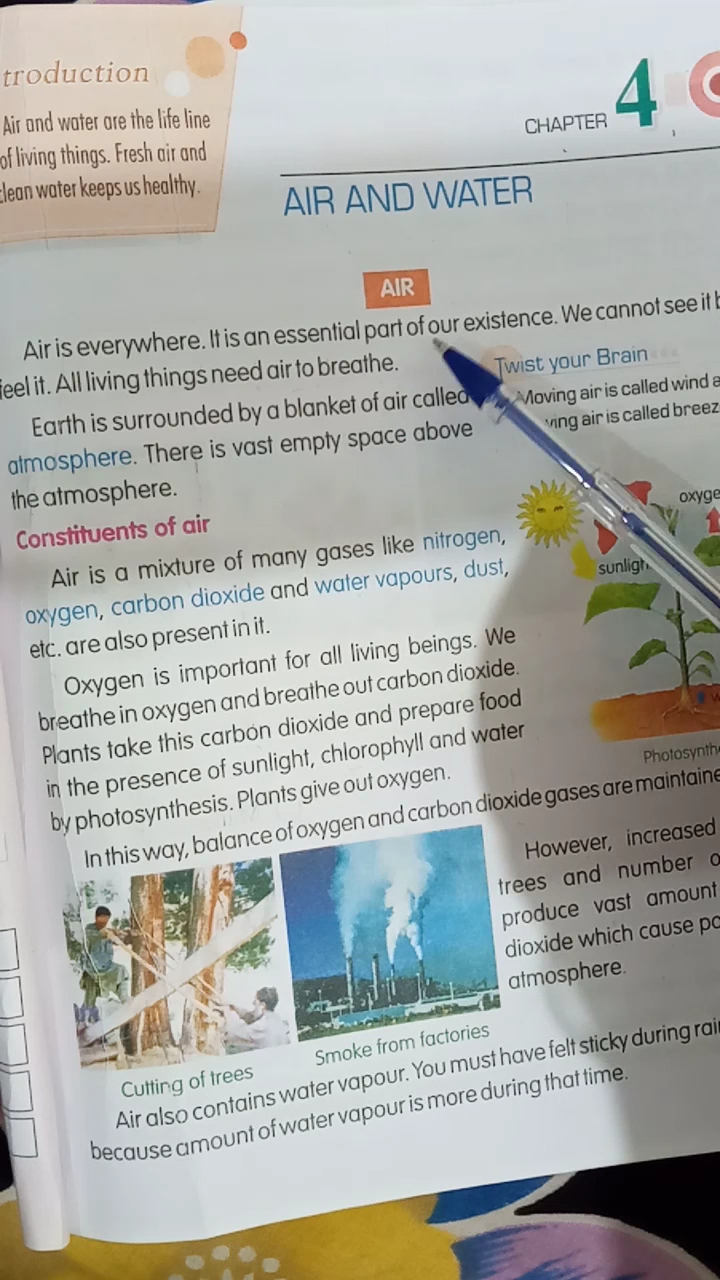 troduction
Air and water are the life line
of living things. Fresh air and
clean water keeps us healthy.
CHAPTER 4
AIR AND WATER
AIR
Air is everywhere. It is an essential part of our existence. We cannot see it b
feel it. All living things need air to breathe.
Twist your Brain
Moving air is called wind a
ving air is called breez
Earth is surrounded by a blanket of air called
atmosphere. There is vast empty space above
the atmosphere.
Constituents of air
Air is a mixture of many gases like nitrogen,
oxygen, carbon dioxide and water vapours, dust,
etc. are also present in it.
oxyge
sunligh
Oxygen is important for all living beings. We
breathe in oxygen and breathe out carbon dioxide.
Plants take this carbon dioxide and prepare food
in the presence of sunlight, chlorophyll and water
by photosynthesis. Plants give out oxygen.
Photosynth
In this way, balance of oxygen and carbon dioxide gases are maintaine
However, increased
trees and number o
produce vast amount
dioxide which cause po
atmosphere.
Cutting of trees
Smoke from factories
Air also contains water vapour. You must have felt sticky during rai
because amount of water vapour is more during that time.